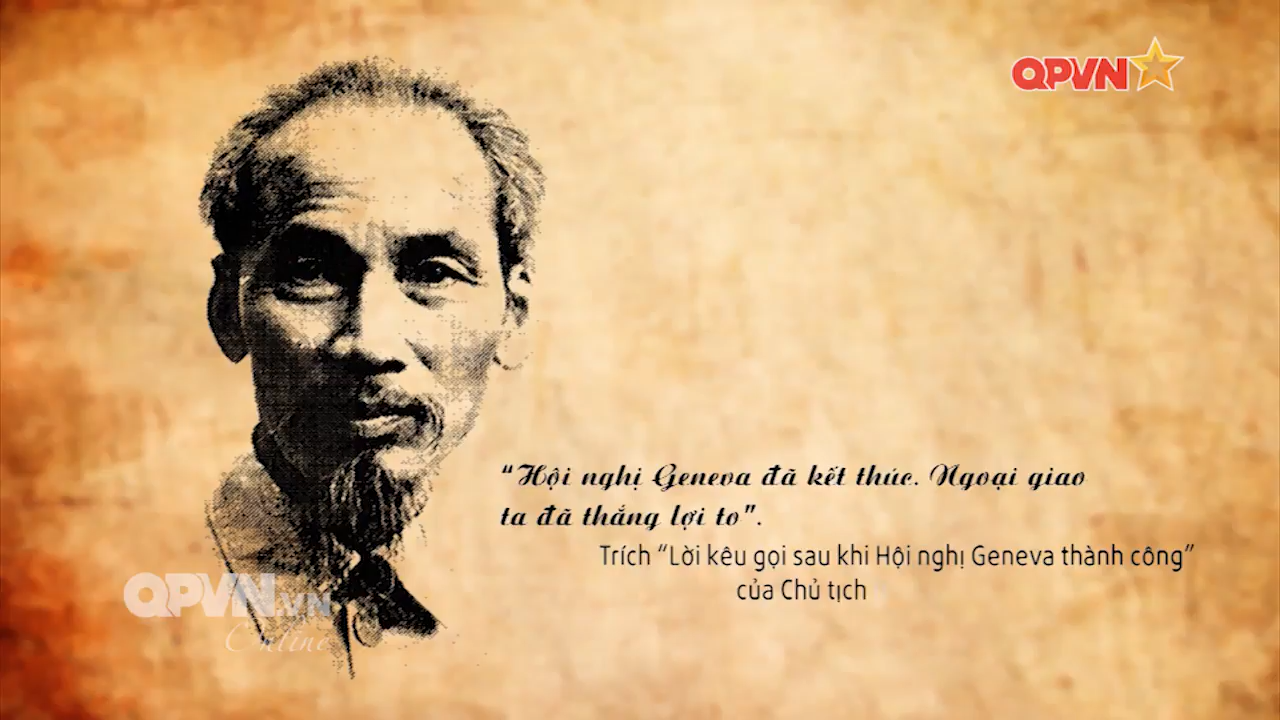 QPVN
“Hội nghị Geneva đã kết thúc. Ngoại giao
ta đã thắng lợi to”.
Trích “Lời kêu gọi sau khi Hội nghị Geneva thành công”
của Chủ tịch
QPVN.VN
Online